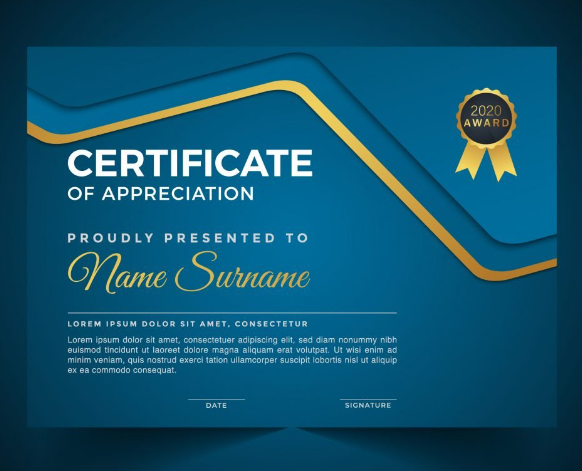 2020
AWARD
CERTIFICATE
OF APPRECIATION
PROUDLY PRESENTED TO
Name Surname
LOREM IPSUM DOLOR SIT AMET, CONSECTETUR
Lorem ipsum dolor sit amet, consectetuer adipiscing elit, sed diam nonummy nibh
euismod tincidunt ut laoreet dolore magna aliquam erat volutpat. Ut wisi enim ad
minim veniam, quis nostrud exerci tation ullamcorper suscipit lobortis nisl ut aliquip
ex ea commodo consequat.
DATE
SIGNATURE